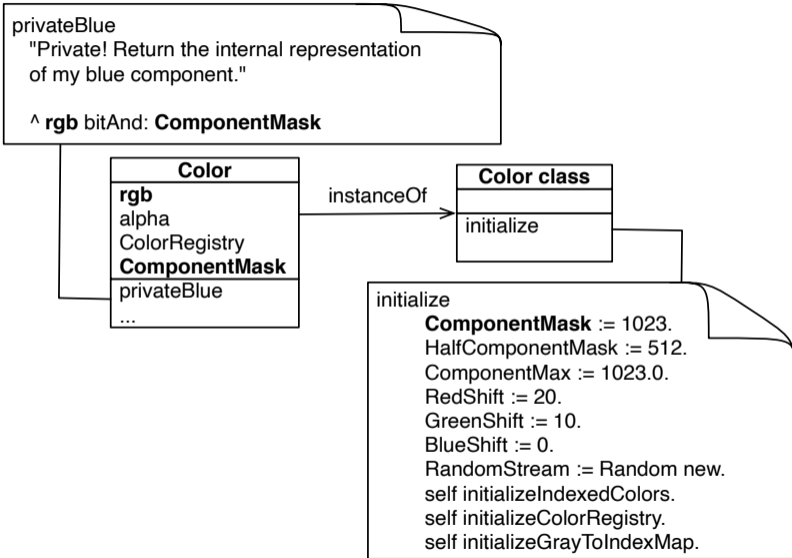 privateBlue
"Private! Return the internal representation
of my blue component."
^ rgb bitAnd: ComponentMask
Color
rgb
alpha
ColorRegistry
ComponentMask
privateBlue
...
instanceOf
Color class
initialize
initialize
ComponentMask := 1023.
HalfComponentMask := 512.
ComponentMax := 1023.0.
RedShift := 20.
GreenShift := 10.
BlueShift := 0.
RandomStream := Random new.
self initializeIndexedColors.
self initializeColorRegistry.
self initializeGrayToIndexMap.